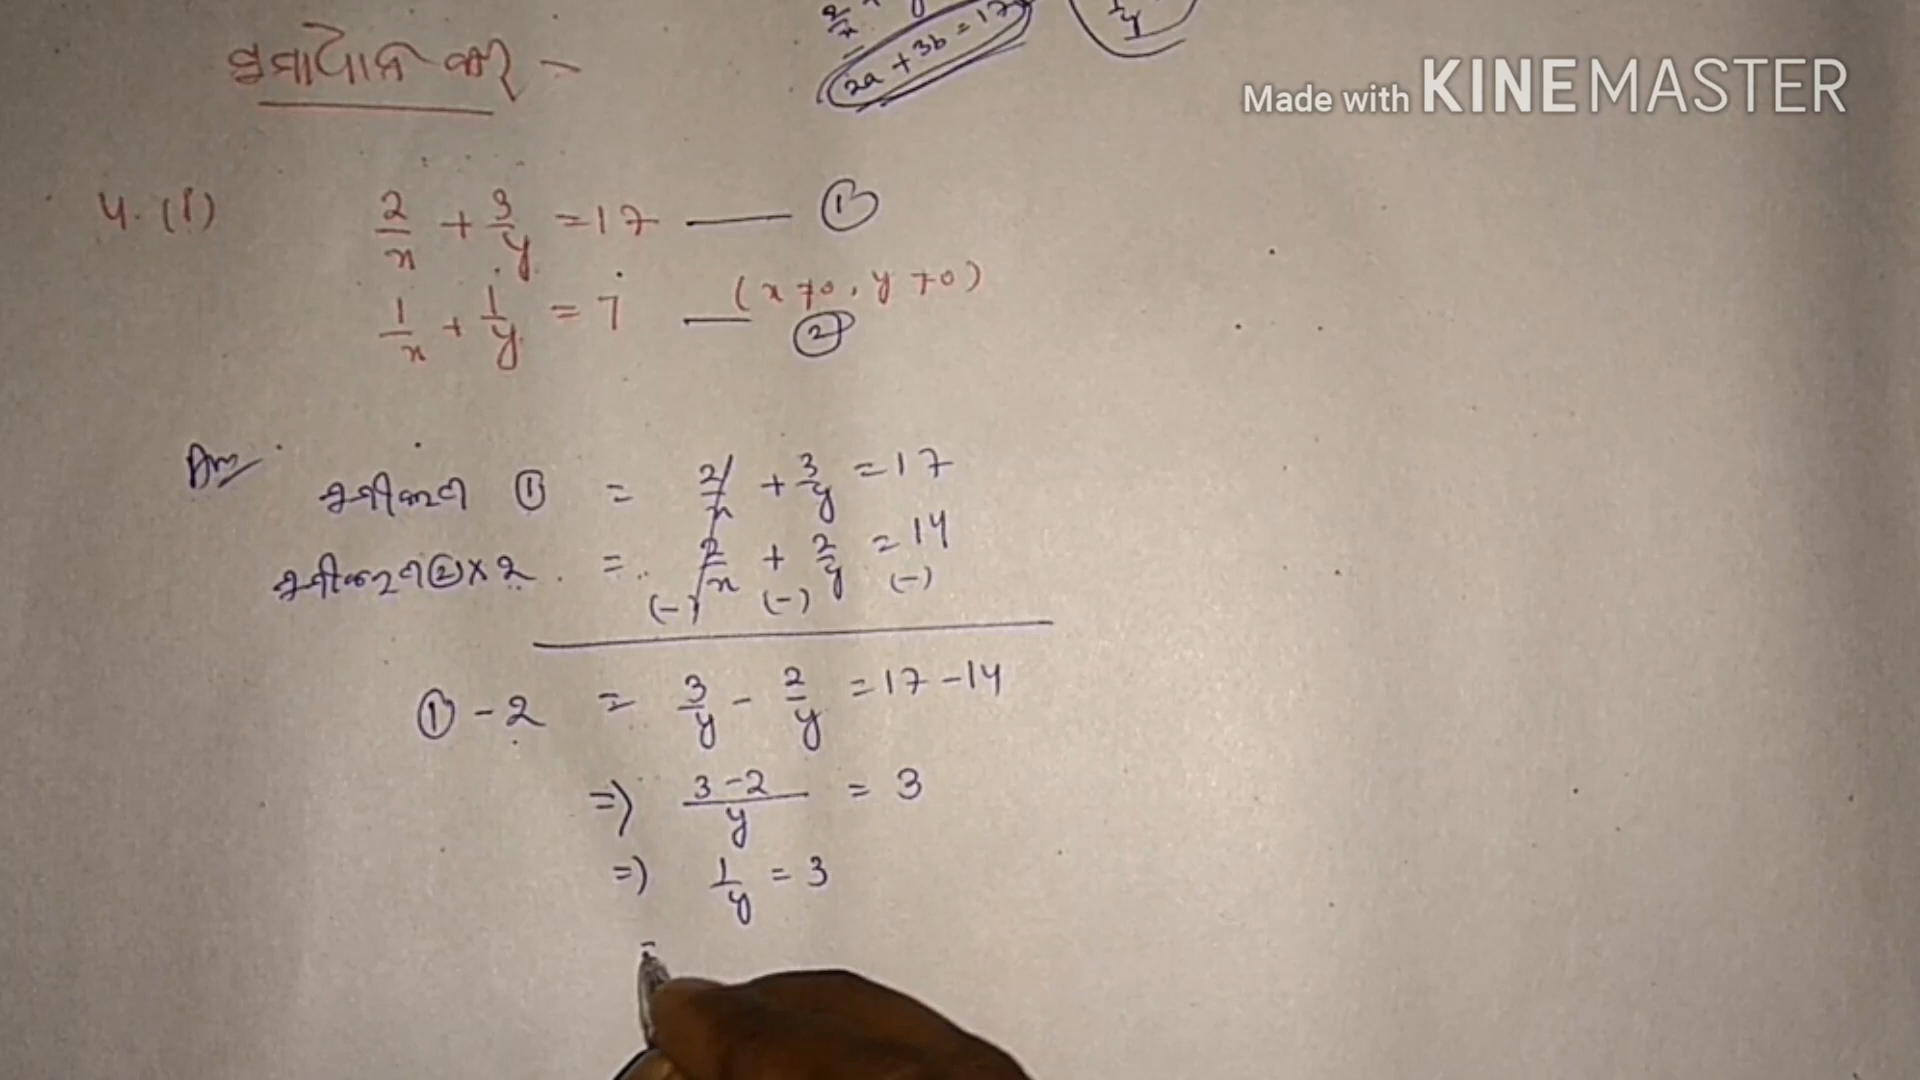 ସମାଧାନ କର -
2a + 3b = 17
1/y
Made with KINEMASTER
4. (i) 2/x + 3/y = 17 —— ①
(x ≠ 0, y ≠ 0)
1/x + 1/y = 7 — ②
Ans
ସମୀକରଣ ① = 2/x + 3/y = 17
ସମୀକରଣ ② × 2 = 2/x + 2/y = 14
(-) (-) (-)
① - 2 = 3/y - 2/y = 17 - 14
=) 3-2/y = 3
=) 1/y = 3